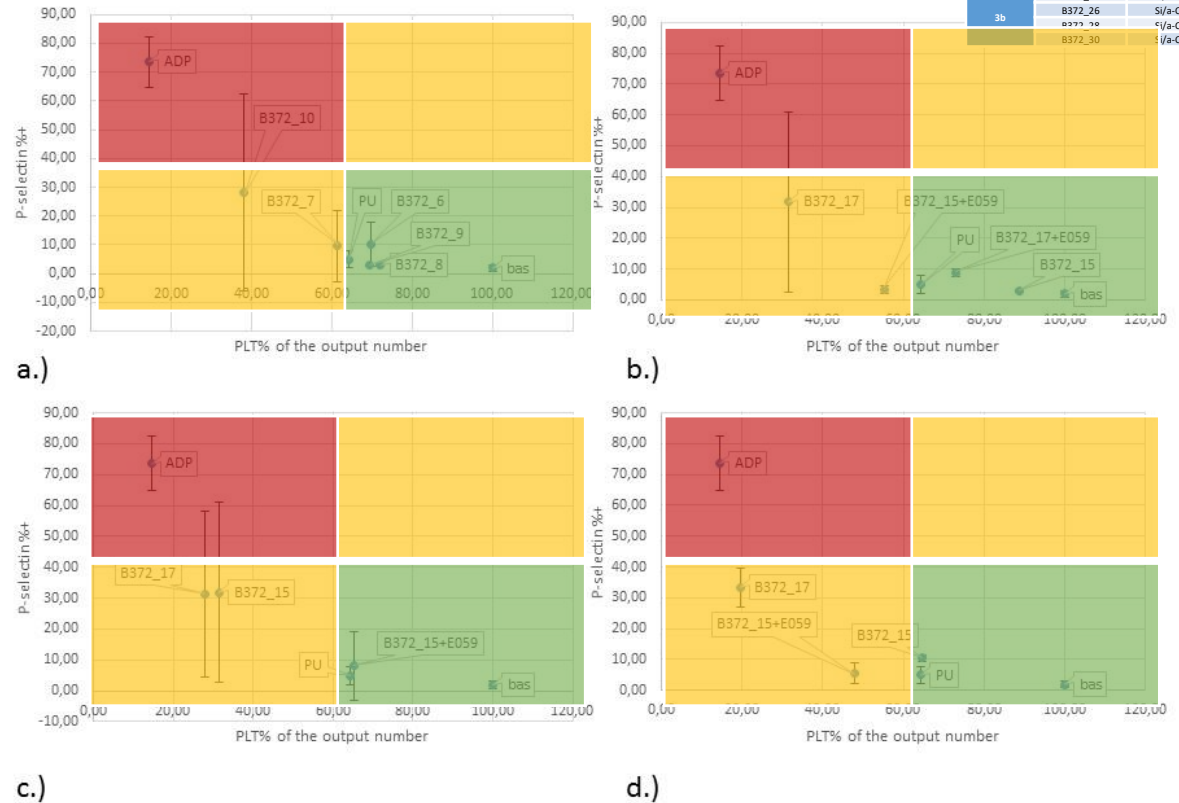 B372_26 Si/a-C
3b
B372_28 Si/a-C
B372_30 Si/a-C
90,00
80,00
70,00
60,00
50,00
40,00
30,00
20,00
10,00
0,00
-10,00
-20,00
P-selectin %+
ADP
B372_10
B372_7
PU
B372_6
B372_9
B372_8
bas
0,00 20,00 40,00 60,00 80,00 100,00 120,00
PLT% of the output number
a.)
90,00
80,00
70,00
60,00
50,00
40,00
30,00
20,00
10,00
0,00
P-selectin %+
ADP
B372_17
B372_15+E059
PU
B372_17+E059
B372_15
bas
0,00 20,00 40,00 60,00 80,00 100,00 120,00
PLT% of the output number
b.)
90,00
80,00
70,00
60,00
50,00
40,00
30,00
20,00
10,00
0,00
-10,00
P-selectin %+
ADP
B372_17
B372_15
B372_15+E059
PU
bas
0,00 20,00 40,00 60,00 80,00 100,00 120,00
PLT% of the output number
c.)
90,00
80,00
70,00
60,00
50,00
40,00
30,00
20,00
10,00
0,00
P-selectin %+
ADP
B372_17
B372_15+E059
B372_15
PU
bas
0,00 20,00 40,00 60,00 80,00 100,00 120,00
PLT% of the output number
d.)